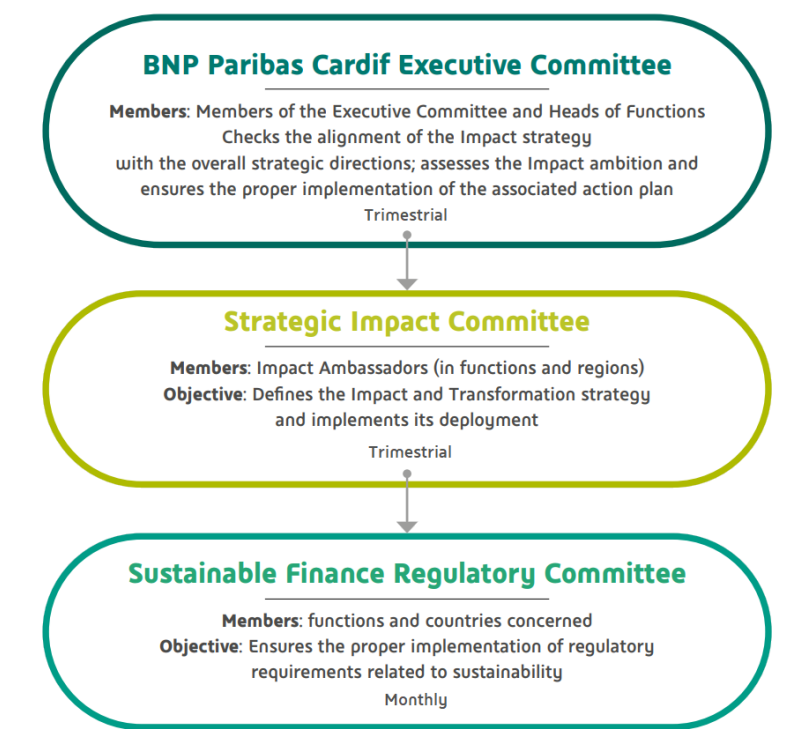 BNP Paribas Cardif Executive Committee
Members: Members of the Executive Committee and Heads of Functions
Checks the alignment of the Impact strategy
with the overall strategic directions; assesses the Impact ambition and
ensures the proper implementation of the associated action plan
Trimestrial
Strategic Impact Committee
Members: Impact Ambassadors (in functions and regions)
Objective: Defines the Impact and Transformation strategy
and implements its deployment
Trimestrial
Sustainable Finance Regulatory Committee
Members: functions and countries concerned
Objective: Ensures the proper implementation of regulatory
requirements related to sustainability
Monthly